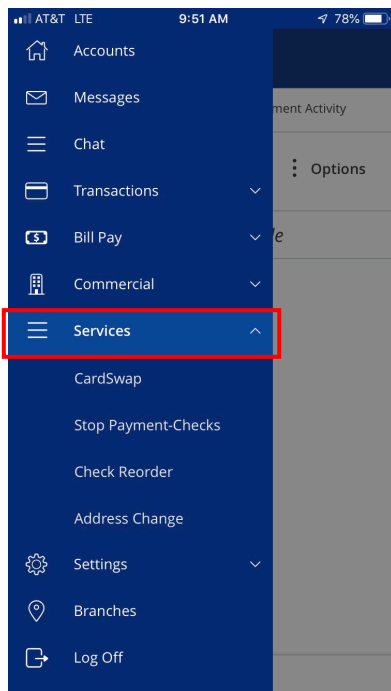 AT&T LTE 9:51 AM 78%
Accounts
Messages
ment Activity
Chat
Options
Transactions
Bill Pay
le
Commercial
Services
CardSwap
Stop Payment-Checks
Check Reorder
Address Change
Settings
Branches
Log Off